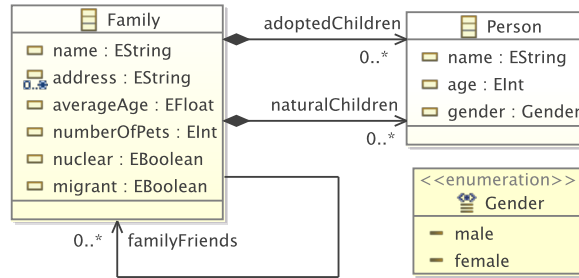 Family
name : EString
address : EString
0..*
averageAge : EFloat
numberOfPets : EInt
nuclear : EBoolean
migrant : EBoolean
adoptedChildren
0..*
naturalChildren
0..*
0..*
familyFriends
Person
name : EString
age : EInt
gender : Gender
<<enumeration>>
Gender
male
female